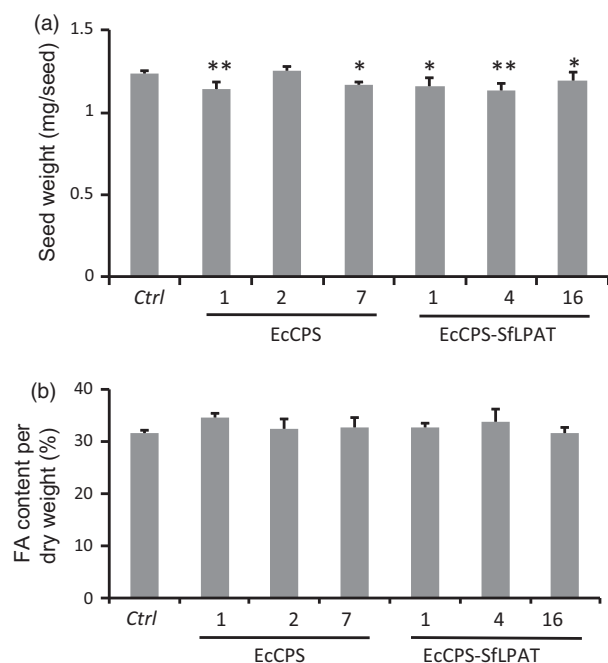 (a)
Seed weight (mg/seed)
1.5
1
0.5
0
** * * ** *
Ctrl 1 2 7 1 4 16
EcCPS EcCPS-SfLPAT
(b)
FA content per
dry weight (%)
40
30
20
10
0
Ctrl 1 2 7 1 4 16
EcCPS EcCPS-SfLPAT